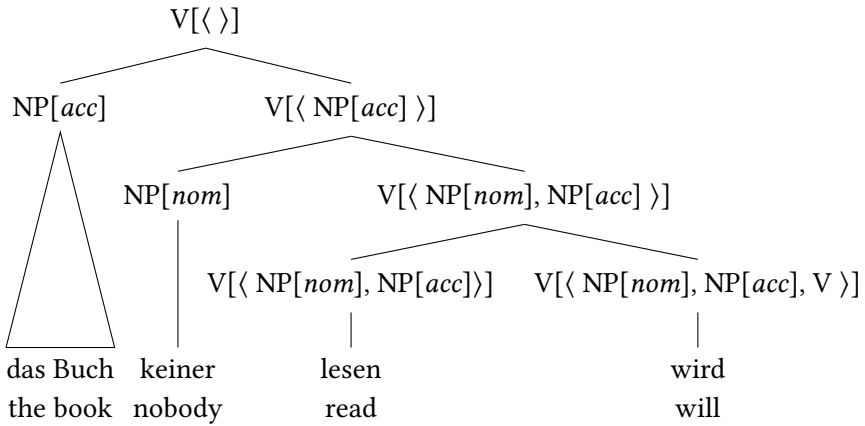 V[⟨ ⟩]
NP[acc] V[⟨ NP[acc] ⟩]
NP[nom] V[⟨ NP[nom], NP[acc] ⟩]
V[⟨ NP[nom], NP[acc]⟩] V[⟨ NP[nom], NP[acc], V ⟩]
das Buch keiner lesen wird
the book nobody read will